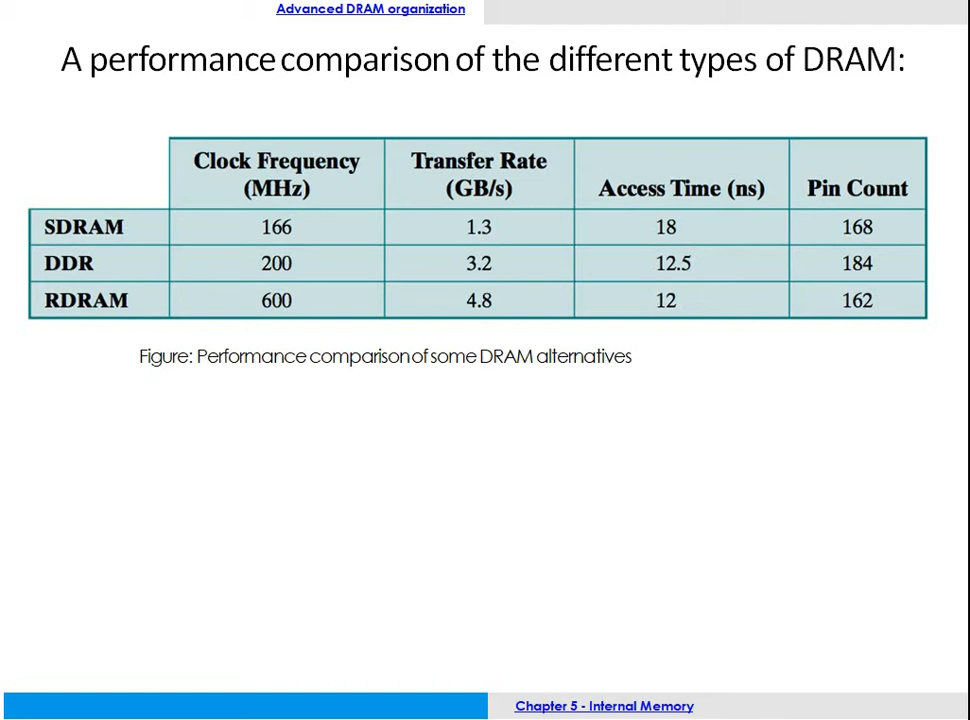 Advanced DRAM organization
A performance comparison of the different types of DRAM:
Clock Frequency (MHz) Transfer Rate (GB/s) Access Time (ns) Pin Count
SDRAM 166 1.3 18 168
DDR 200 3.2 12.5 184
RDRAM 600 4.8 12 162
Figure: Performance comparison of some DRAM alternatives
Chapter 5 - Internal Memory